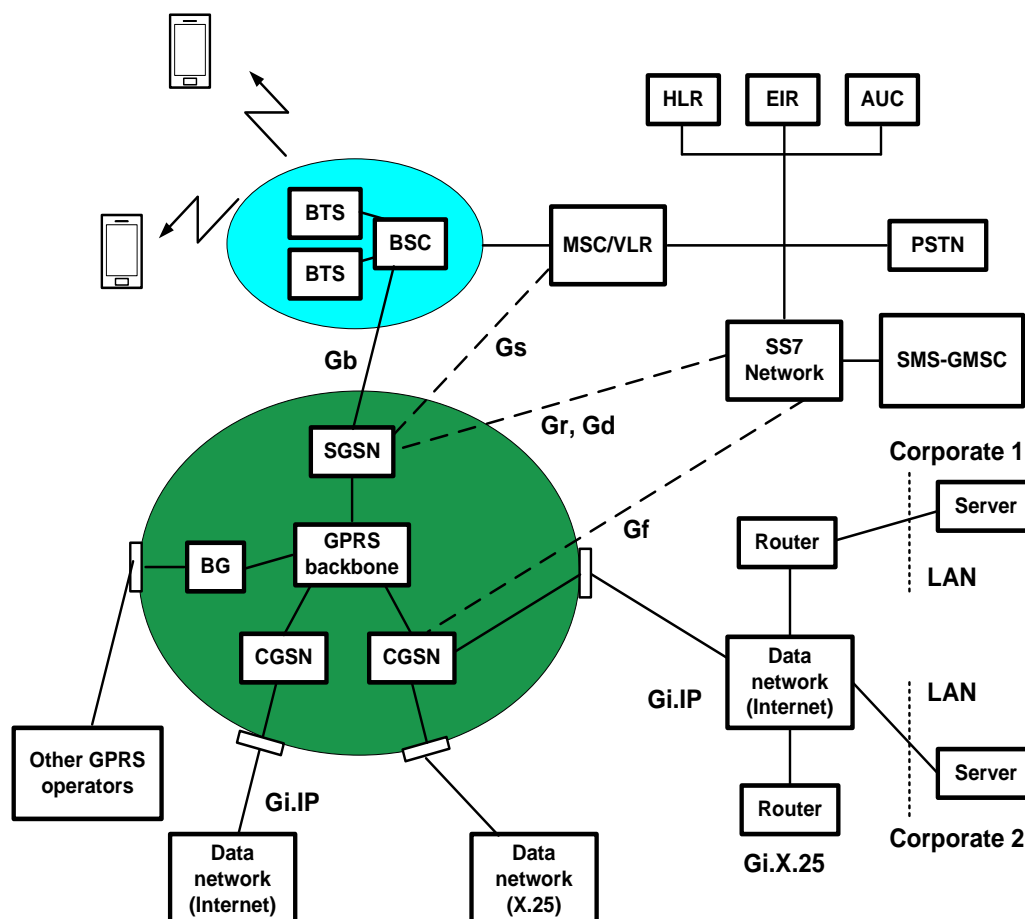 HLR
EIR
AUC
BTS
BSC
BTS
MSC/VLR
PSTN
Gb
Gs
SS7
Network
SMS-GMSC
Gr, Gd
SGSN
Corporate 1
Server
Gf
Router
GPRS
backbone
BG
LAN
CGSN
CGSN
Data
network
(Internet)
LAN
Gi.IP
Other GPRS
operators
Server
Gi.IP
Router
Corporate 2
Data
network
(Internet)
Data
network
(X.25)
Gi.X.25